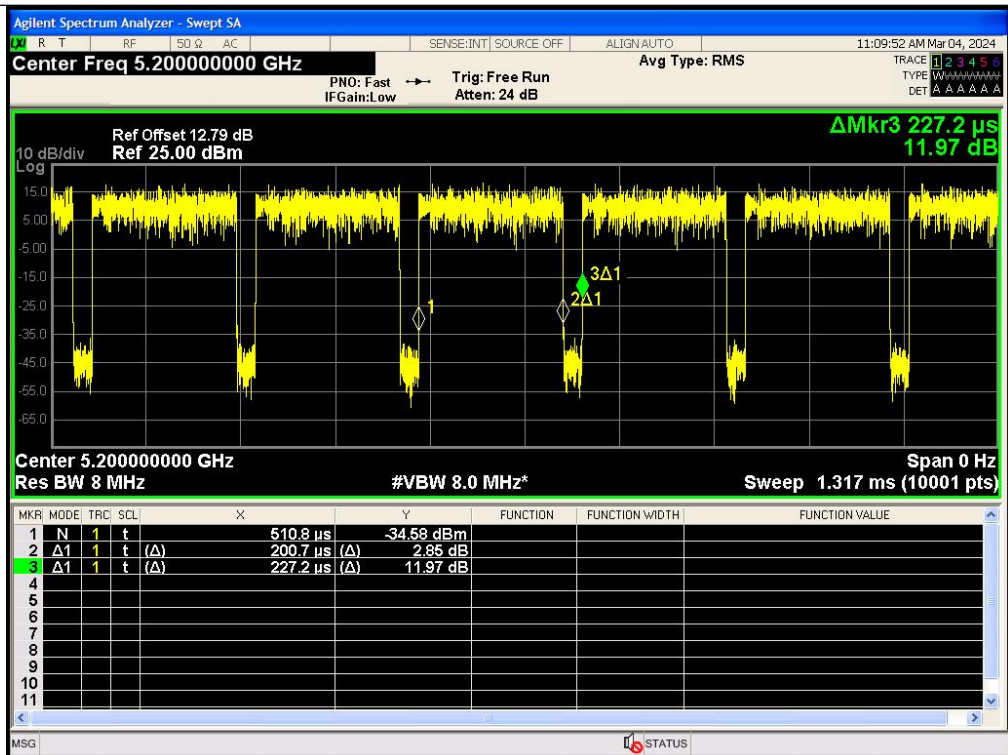 Agilent Spectrum Analyzer - Swept SA
LXI R T RF 50 Ω AC SENSE:INT SOURCE OFF ALIGN AUTO 11:09:52 AM Mar 04, 2024
Center Freq 5.200000000 GHz
PNO: Fast
IFGain:Low
Trig: Free Run
Atten: 24 dB
Avg Type: RMS
TRACE 1 2 3 4 5 6
TYPE W
DET A A A A A A
ΔMkr3 227.2 µs
11.97 dB
Ref Offset 12.79 dB
10 dB/div Ref 25.00 dBm
Log
15.0
5.00
-5.00
-15.0
-25.0
-35.0
-45.0
-55.0
-65.0
3Δ1
2Δ1
1
Center 5.200000000 GHz Span 0 Hz
Res BW 8 MHz #VBW 8.0 MHz* Sweep 1.317 ms (10001 pts)
MKR MODE TRC SCL X Y FUNCTION FUNCTION WIDTH FUNCTION VALUE
1 N 1 t 510.8 µs -34.58 dBm
2 Δ1 1 t (Δ) 200.7 µs (Δ) 2.85 dB
3 Δ1 1 t (Δ) 227.2 µs (Δ) 11.97 dB
4
5
6
7
8
9
10
11
MSG STATUS